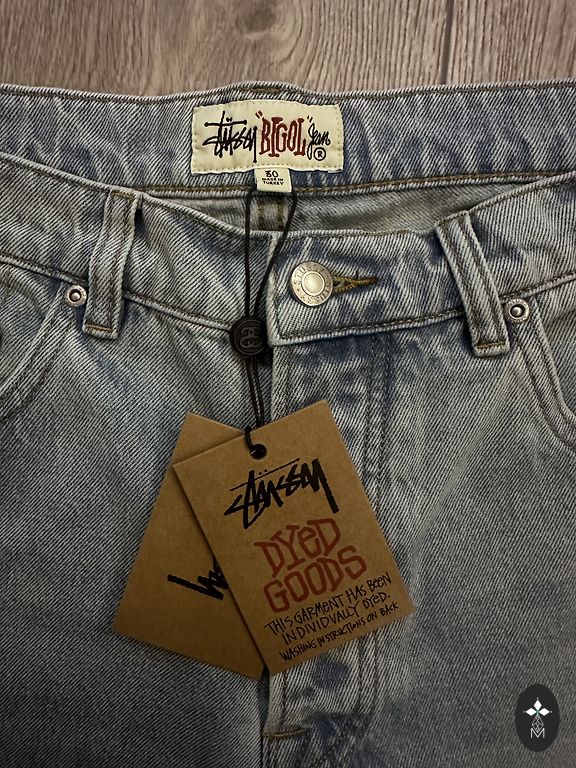 Stüssy "BIGOL' Jean ®
30
MADE IN
TURKEY
Stüssy
DYED
GOODS
THIS GARMENT HAS BEEN
INDIVIDUALLY DYED.
WASHING INSTRUCTIONS ON BACK